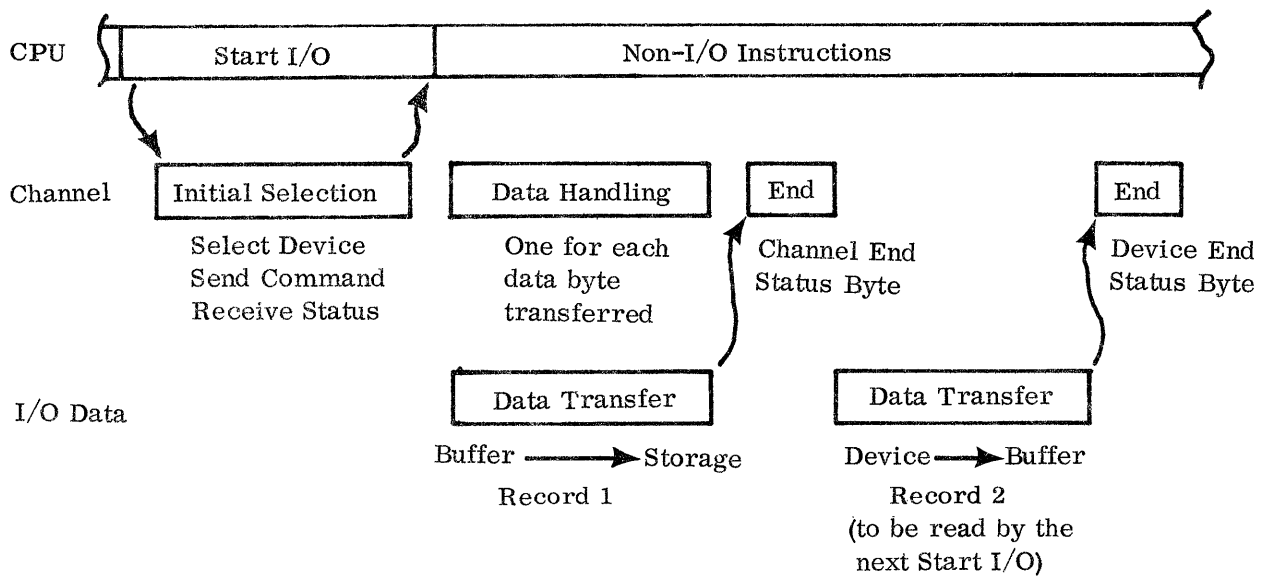 CPU
Start I/O
Non-I/O Instructions
Channel
Initial Selection
Data Handling
End
End
Select Device
Send Command
Receive Status
One for each
data byte
transferred
Channel End
Status Byte
Device End
Status Byte
I/O Data
Data Transfer
Data Transfer
Buffer
Storage
Record 1
Device
Buffer
Record 2
(to be read by the
next Start I/O)